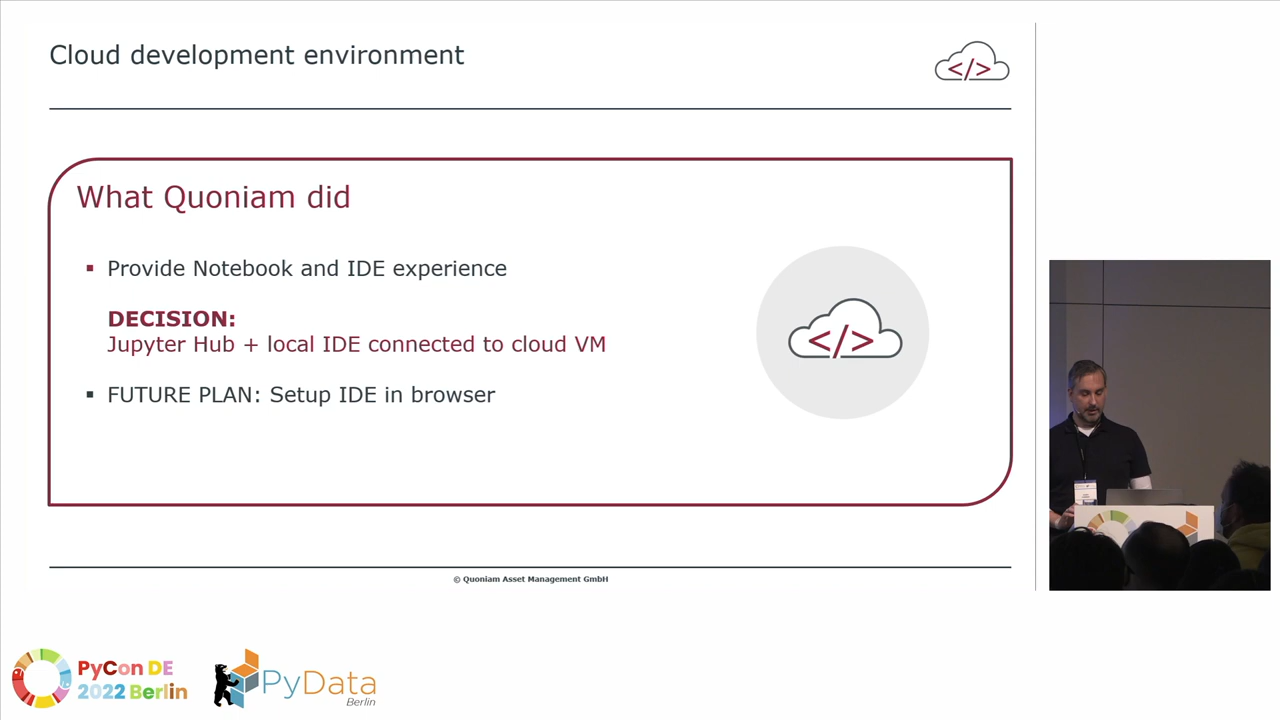 Cloud development environment
</>
What Quoniam did
▪ Provide Notebook and IDE experience
DECISION:
Jupyter Hub + local IDE connected to cloud VM
▪ FUTURE PLAN: Setup IDE in browser
</>
© Quoniam Asset Management GmbH
PyCon DE
2022 Berlin
PyData
Berlin